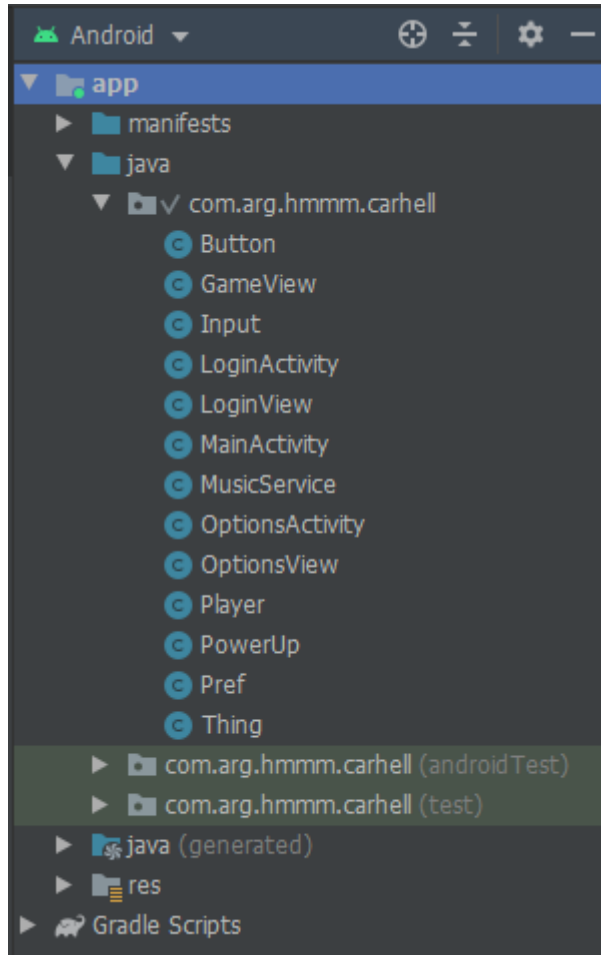 Android
app
manifests
java
com.arg.hmmm.carhell
Button
GameView
Input
LoginActivity
LoginView
MainActivity
MusicService
OptionsActivity
OptionsView
Player
PowerUp
Pref
Thing
com.arg.hmmm.carhell (androidTest)
com.arg.hmmm.carhell (test)
java (generated)
res
Gradle Scripts